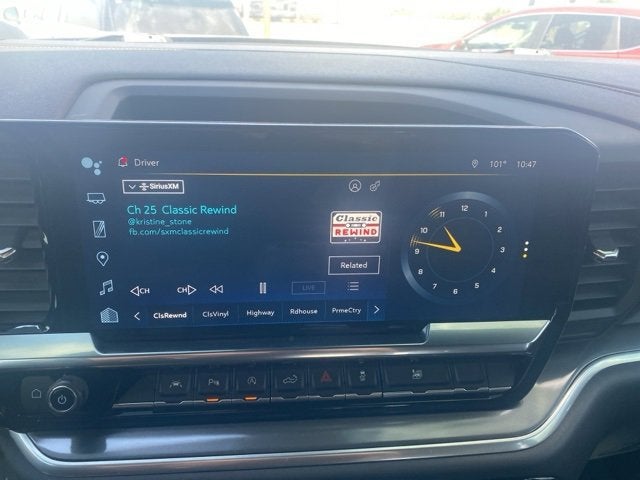 Driver
101° 10:47
SiriusXM
Ch 25 Classic Rewind
@kristine_stone
fb.com/sxmclassicrewind
Classic
REWIND
Related
CH CH LIVE
ClsRewnd ClsVinyl Highway Rdhouse PrmeCtry
12 1 2 3 4 5 6 7 8 9 10 11